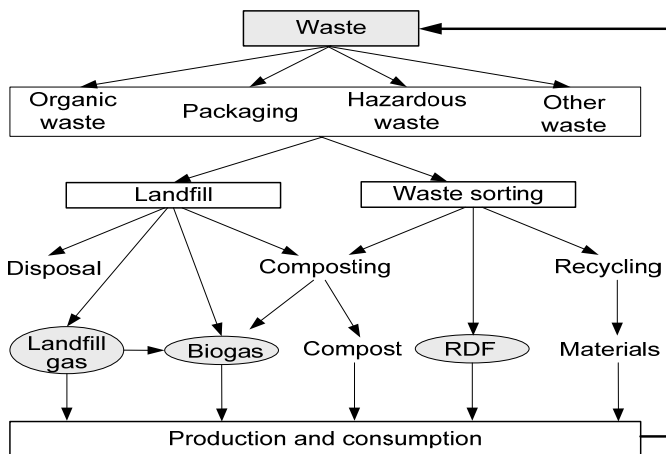 Waste
Organic
waste
Packaging
Hazardous
waste
Other
waste
Landfill
Waste sorting
Disposal
Composting
Recycling
Landfill
gas
Biogas
Compost
RDF
Materials
Production and consumption